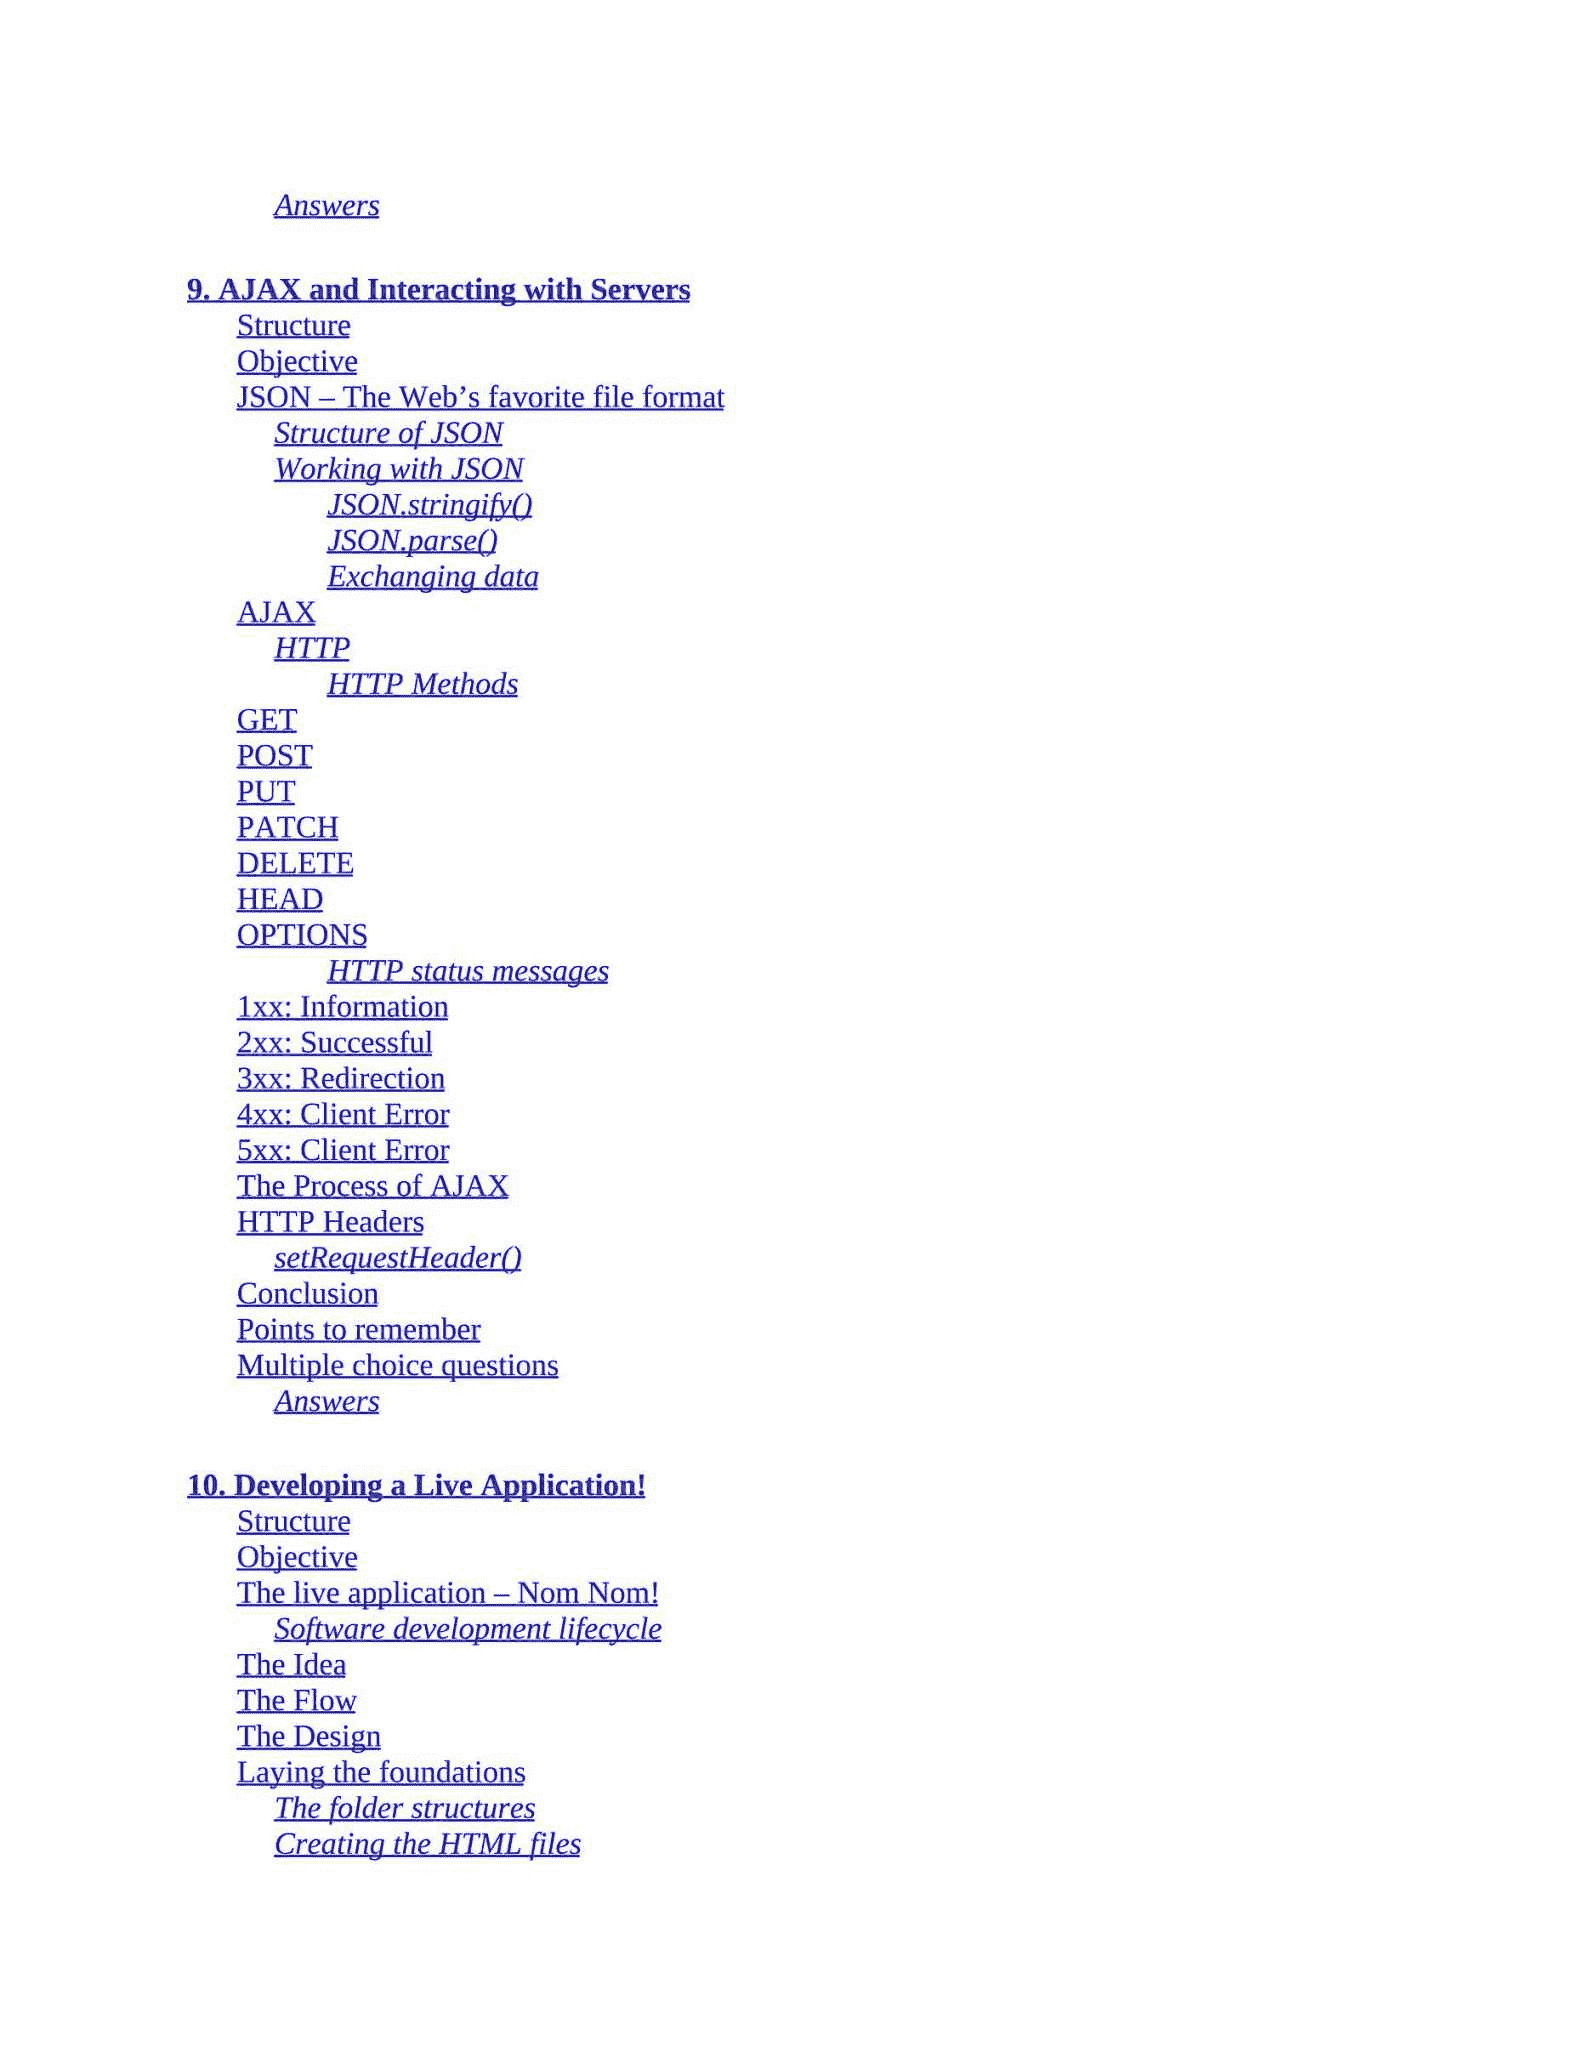 Answers
9. AJAX and Interacting with Servers
Structure
Objective
JSON – The Web’s favorite file format
Structure of JSON
Working with JSON
JSON.stringify()
JSON.parse()
Exchanging data
AJAX
HTTP
HTTP Methods
GET
POST
PUT
PATCH
DELETE
HEAD
OPTIONS
HTTP status messages
1xx: Information
2xx: Successful
3xx: Redirection
4xx: Client Error
5xx: Client Error
The Process of AJAX
HTTP Headers
setRequestHeader()
Conclusion
Points to remember
Multiple choice questions
Answers
10. Developing a Live Application!
Structure
Objective
The live application – Nom Nom!
Software development lifecycle
The Idea
The Flow
The Design
Laying the foundations
The folder structures
Creating the HTML files